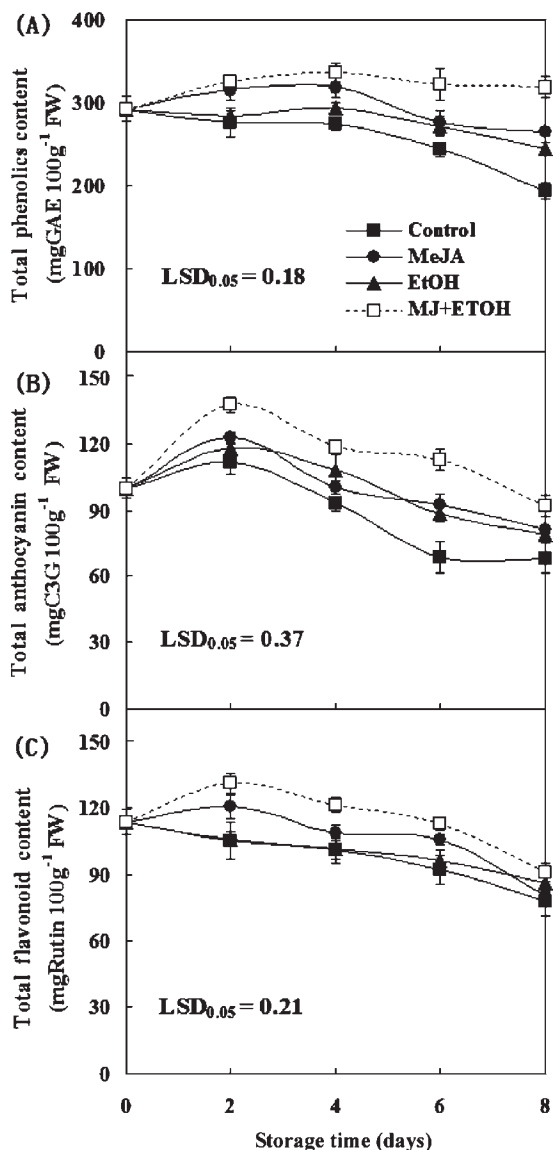 (A)
Total phenolics content
(mgGAE 100g⁻¹ FW)
400
300
200
300
0
Control
MeJA
EtOH
MJ+ETOH
LSD0.05 = 0.18
(B)
Total anthocyanin content
(mgC3G 100g⁻¹ FW)
150
120
90
60
30
0
LSD0.05 = 0.37
(C)
Total flavonoid content
(mgRutin 100g⁻¹ FW)
150
120
90
60
30
0
LSD0.05 = 0.21
0 2 4 6 8
Storage time (days)